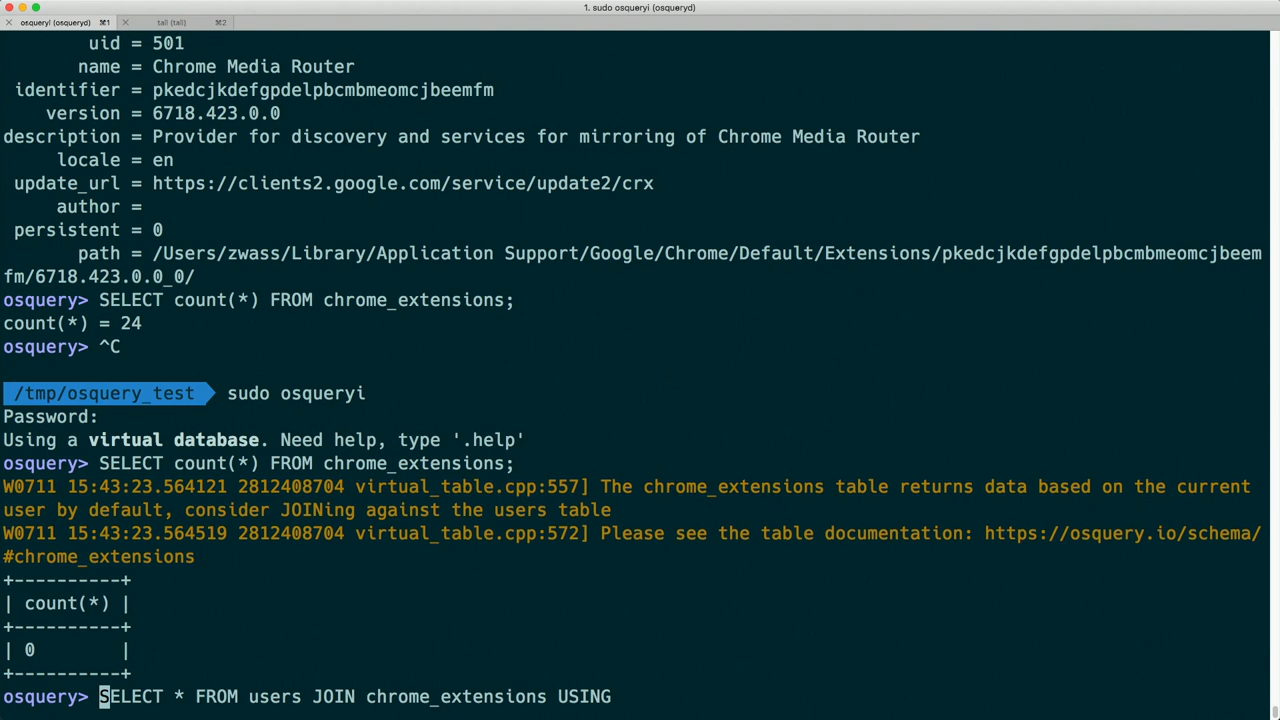 1. sudo osqueryi (osqueryd)
osqueryi (osqueryd) ⌘1 tail (tail) ⌘2
uid = 501
name = Chrome Media Router
identifier = pkedcjkdefgpdelpbcmbmeomcjbeemfm
version = 6718.423.0.0
description = Provider for discovery and services for mirroring of Chrome Media Router
locale = en
update_url = https://clients2.google.com/service/update2/crx
author =
persistent = 0
path = /Users/zwass/Library/Application Support/Google/Chrome/Default/Extensions/pkedcjkdefgpdelpbcmbmeomcjbeem
fm/6718.423.0.0_0/
osquery> SELECT count(*) FROM chrome_extensions;
count(*) = 24
osquery> ^C
/tmp/osquery_test sudo osqueryi
Password:
Using a virtual database. Need help, type '.help'
osquery> SELECT count(*) FROM chrome_extensions;
W0711 15:43:23.564121 2812408704 virtual_table.cpp:557] The chrome_extensions table returns data based on the current
user by default, consider JOINing against the users table
W0711 15:43:23.564519 2812408704 virtual_table.cpp:572] Please see the table documentation: https://osquery.io/schema/
#chrome_extensions
+----------+
| count(*) |
+----------+
| 0        |
+----------+
osquery> SELECT * FROM users JOIN chrome_extensions USING